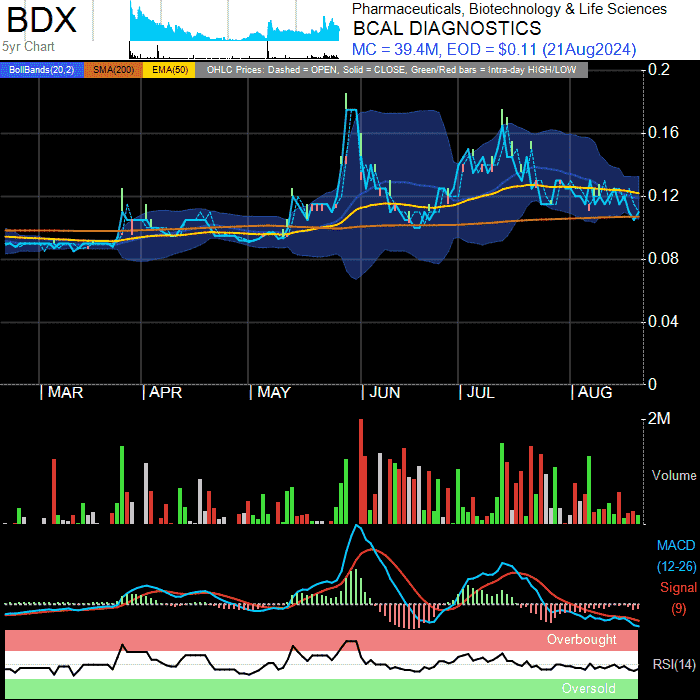 BDX
Pharmaceuticals, Biotechnology & Life Sciences
BCAL DIAGNOSTICS
5yr Chart
MC = 39.4M, EOD = $0.11 (21Aug2024)
BollBands(20,2) SMA(200) EMA(50) OHLC Prices: Dashed = OPEN, Solid = CLOSE, Green/Red bars = Intra-day HIGH/LOW
0.2
0.16
0.12
0.08
0.04
0
MAR APR MAY JUN JUL AUG
2M
Volume
MACD
(12-26)
Signal
(9)
Overbought
RSI(14)
Oversold